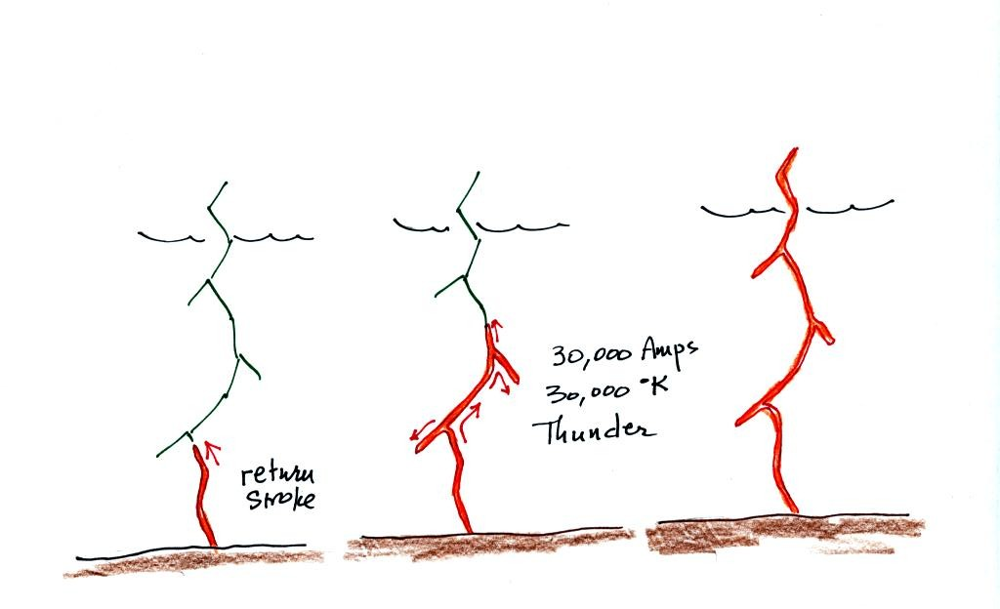 return
stroke
30,000 Amps
30,000 °K
Thunder